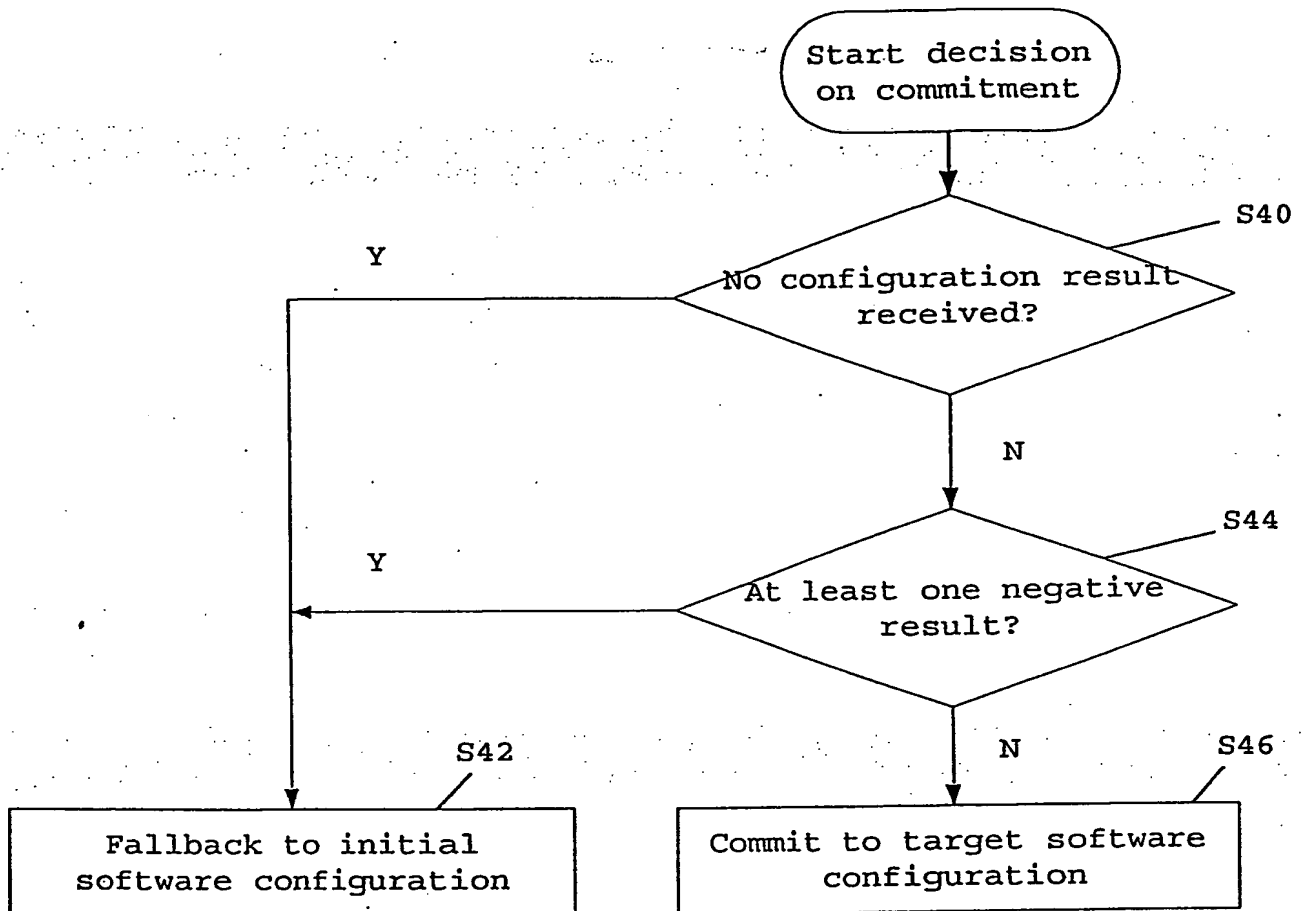 Start decision
on commitment
S40
Y
No configuration result
received?
N
S44
Y
At least one negative
result?
S42
N
S46
Fallback to initial
software configuration
Commit to target software
configuration